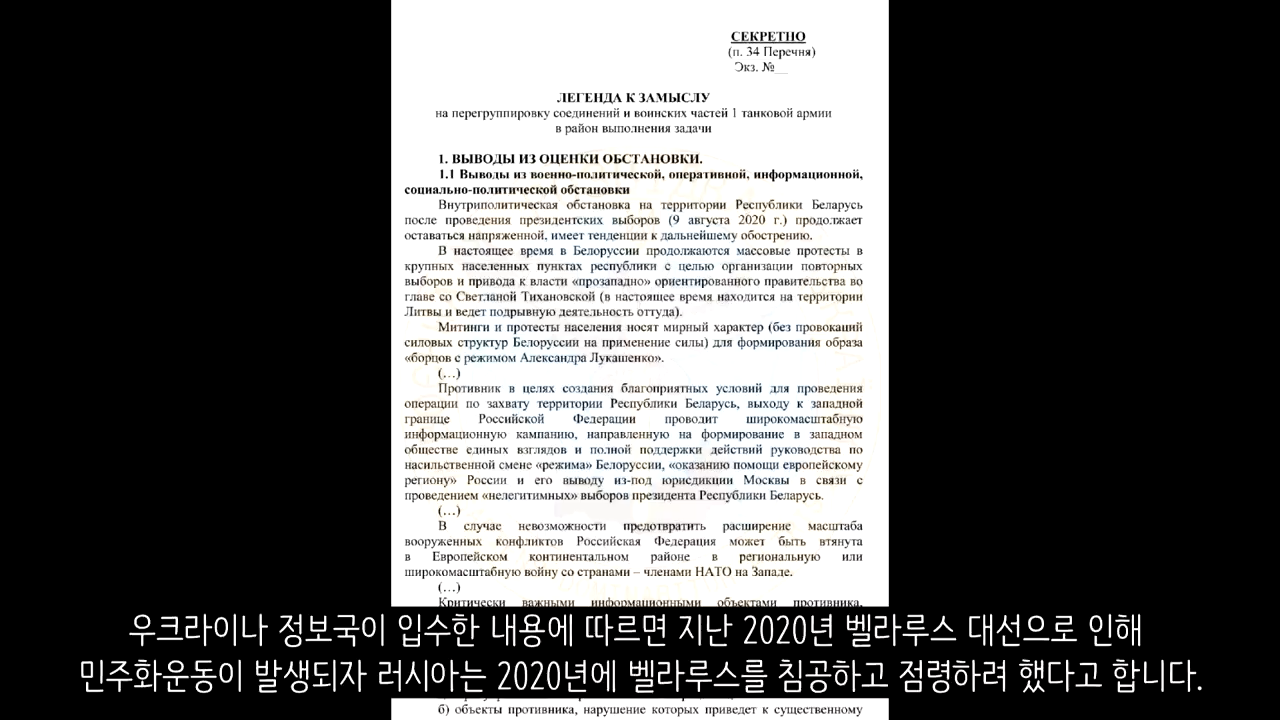 СЕКРЕТНО
(п. 34 Перечня)
Экз. №__
ЛЕГЕНДА К ЗАМЫСЛУ
на перегруппировку соединений и воинских частей 1 танковой армии
в район выполнения задачи
1. ВЫВОДЫ ИЗ ОЦЕНКИ ОБСТАНОВКИ.
1.1 Выводы из военно-политической, оперативной, информационной,
социально-политической обстановки
Внутриполитическая обстановка на территории Республики Беларусь
после проведения президентских выборов (9 августа 2020 г.) продолжает
оставаться напряженной, имеет тенденции к дальнейшему обострению.
В настоящее время в Белоруссии продолжаются массовые протесты в
крупных населенных пунктах республики с целью организации повторных
выборов и привода к власти «прозападно» ориентированного правительства во
главе со Светланой Тихановской (в настоящее время находится на территории
Литвы и ведет подрывную деятельность оттуда).
Митинги и протесты населения носят мирный характер (без провокаций
силовых структур Белоруссии на применение силы) для формирования образа
«борцов с режимом Александра Лукашенко».
(…)
Противник в целях создания благоприятных условий для проведения
операции по захвату территории Республики Беларусь, выходу к западной
границе Российской Федерации проводит широкомасштабную
информационную кампанию, направленную на формирование в западном
обществе единых взглядов и полной поддержки действий руководства по
насильственной смене «режима» Белоруссии, «оказанию помощи европейскому
региону» России и его выводу из-под юрисдикции Москвы в связи с
проведением «нелегитимных» выборов президента Республики Беларусь.
(…)
В случае невозможности предотвратить расширение масштаба
вооруженных конфликтов Российская Федерация может быть втянута
в Европейском континентальном районе в региональную или
широкомасштабную войну со странами – членами НАТО на Западе.
(…)
Критически важными информационными объектами противника,
우크라이나 정보국이 입수한 내용에 따르면 지난 2020년 벨라루스 대선으로 인해
민주화운동이 발생되자 러시아는 2020년에 벨라루스를 침공하고 점령하려 했다고 합니다.
б) объекты противника, нарушение которых приведет к существенному